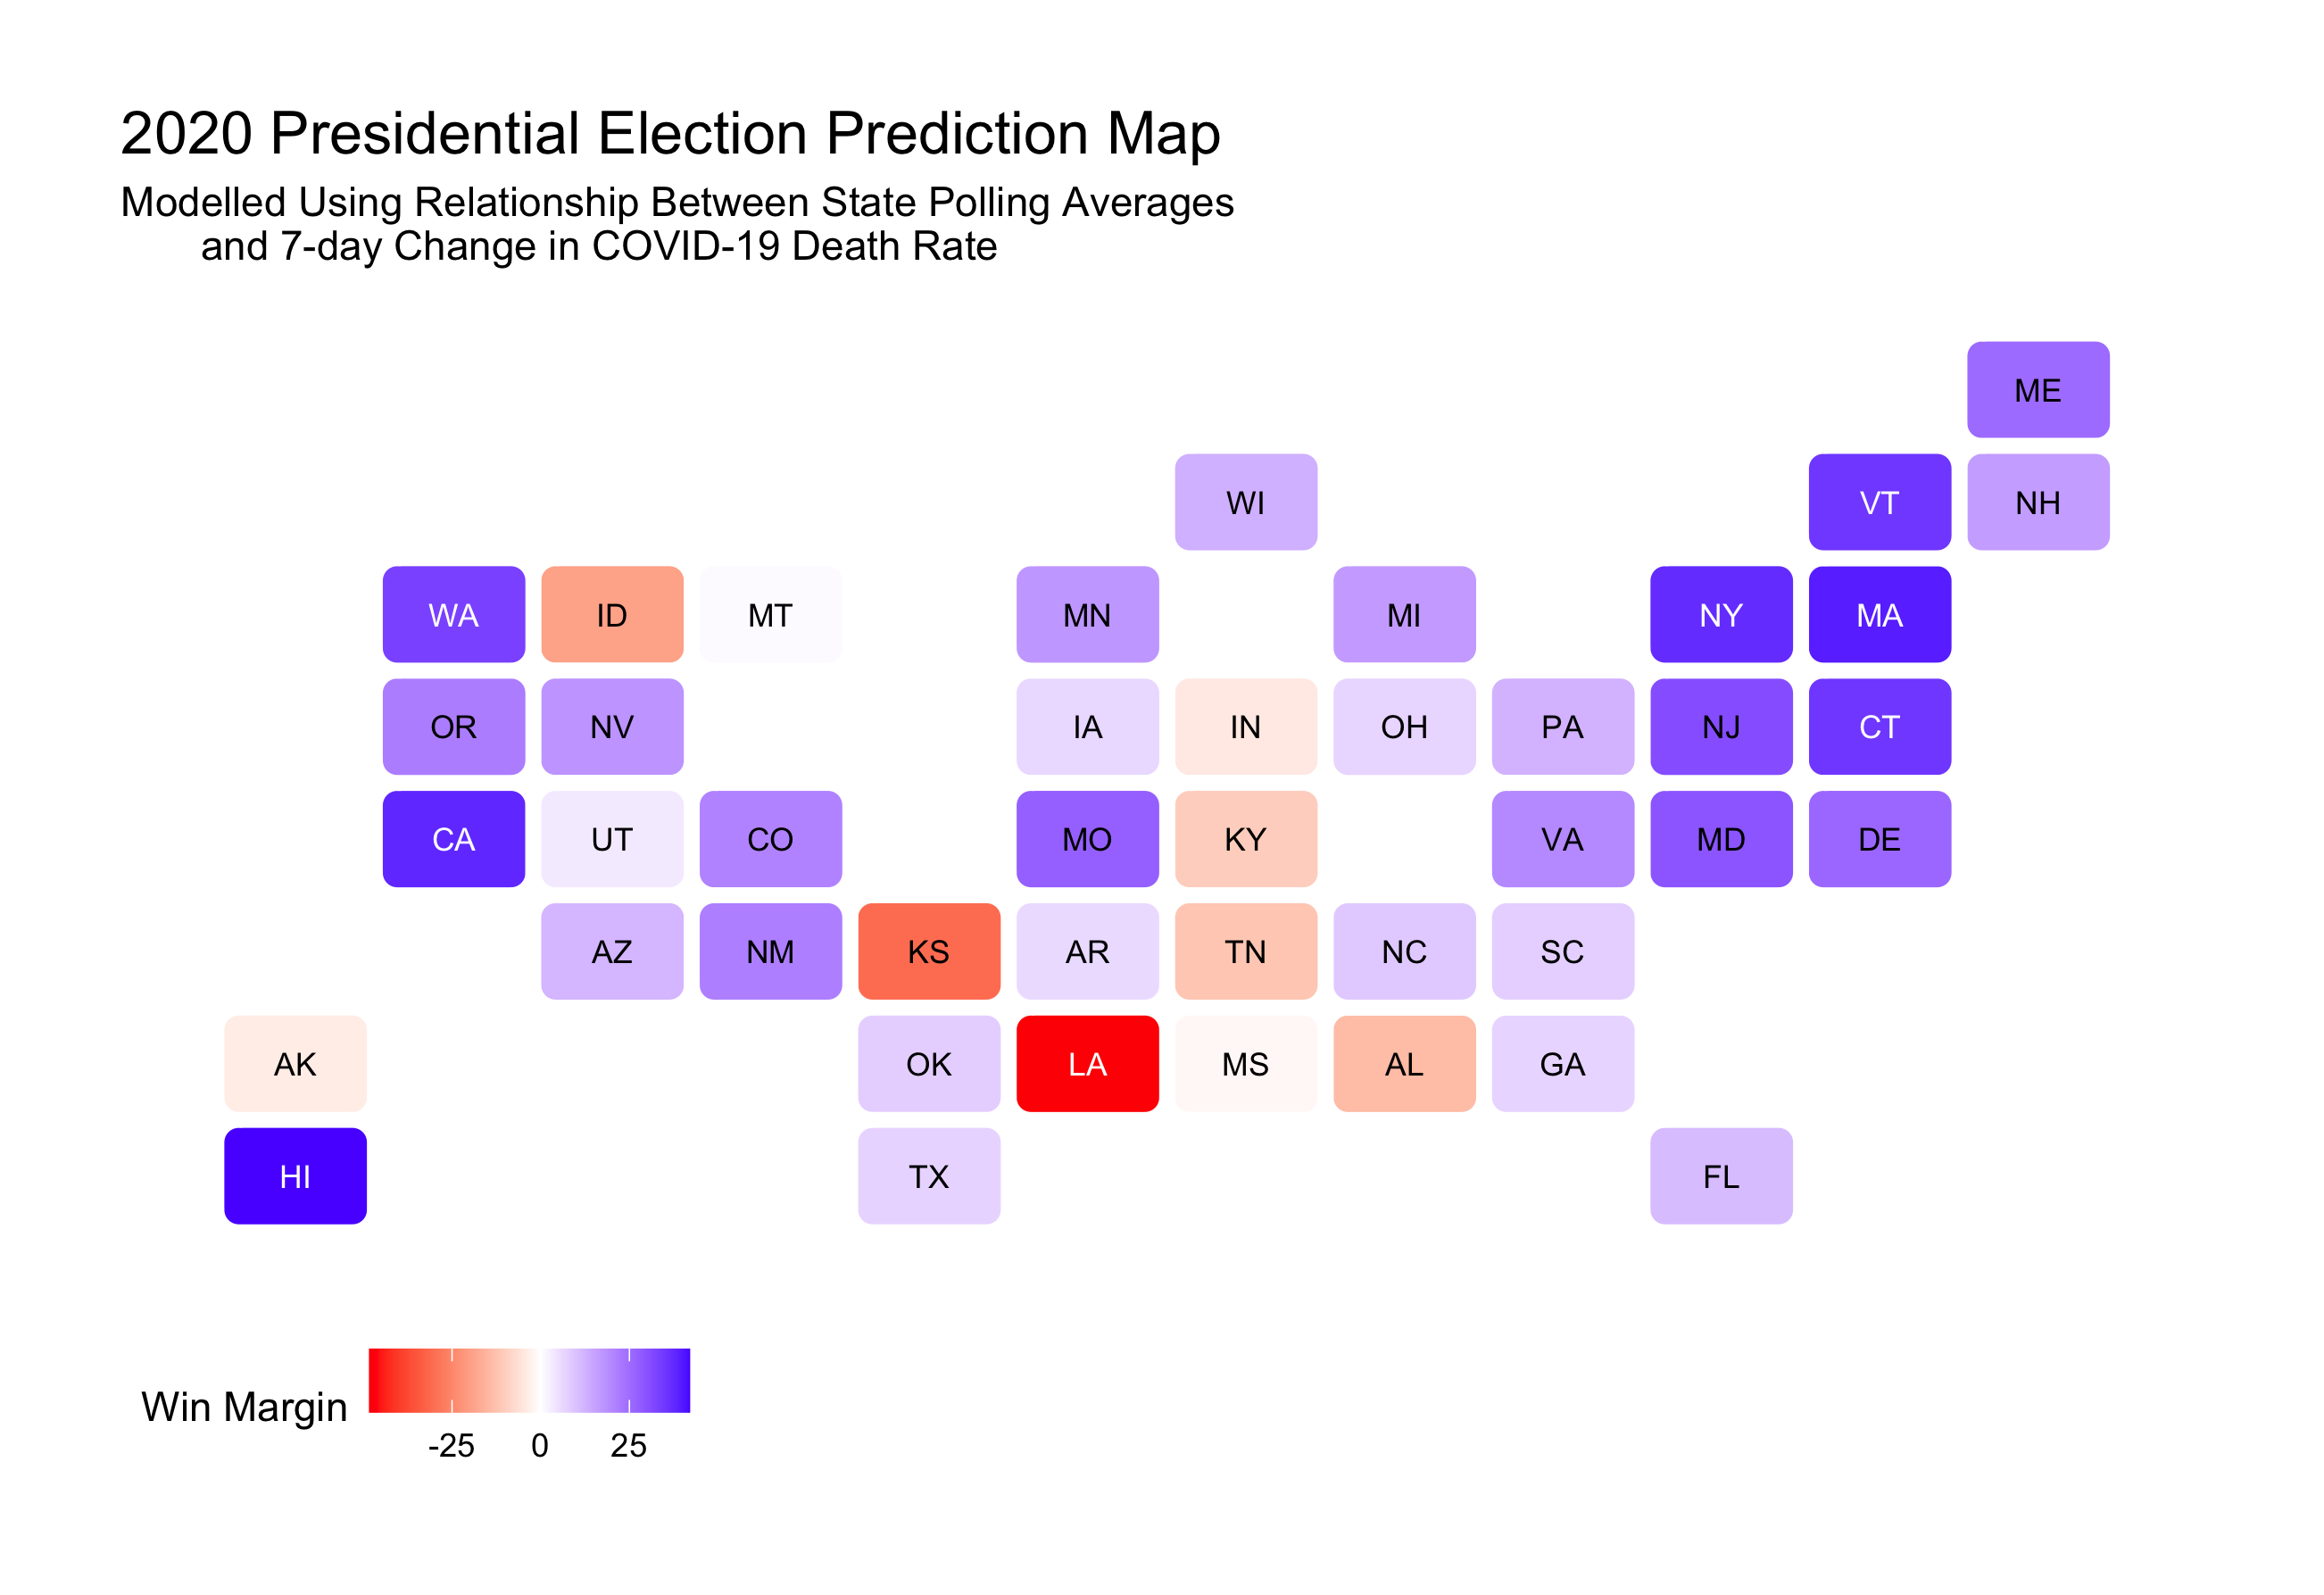 2020 Presidential Election Prediction Map
Modelled Using Relationship Between State Polling Averages
and 7-day Change in COVID-19 Death Rate
ME
WI VT NH
WA ID MT MN MI NY MA
OR NV IA IN OH PA NJ CT
CA UT CO MO KY VA MD DE
AZ NM KS AR TN NC SC
AK OK LA MS AL GA
HI TX FL
Win Margin
-25 0 25